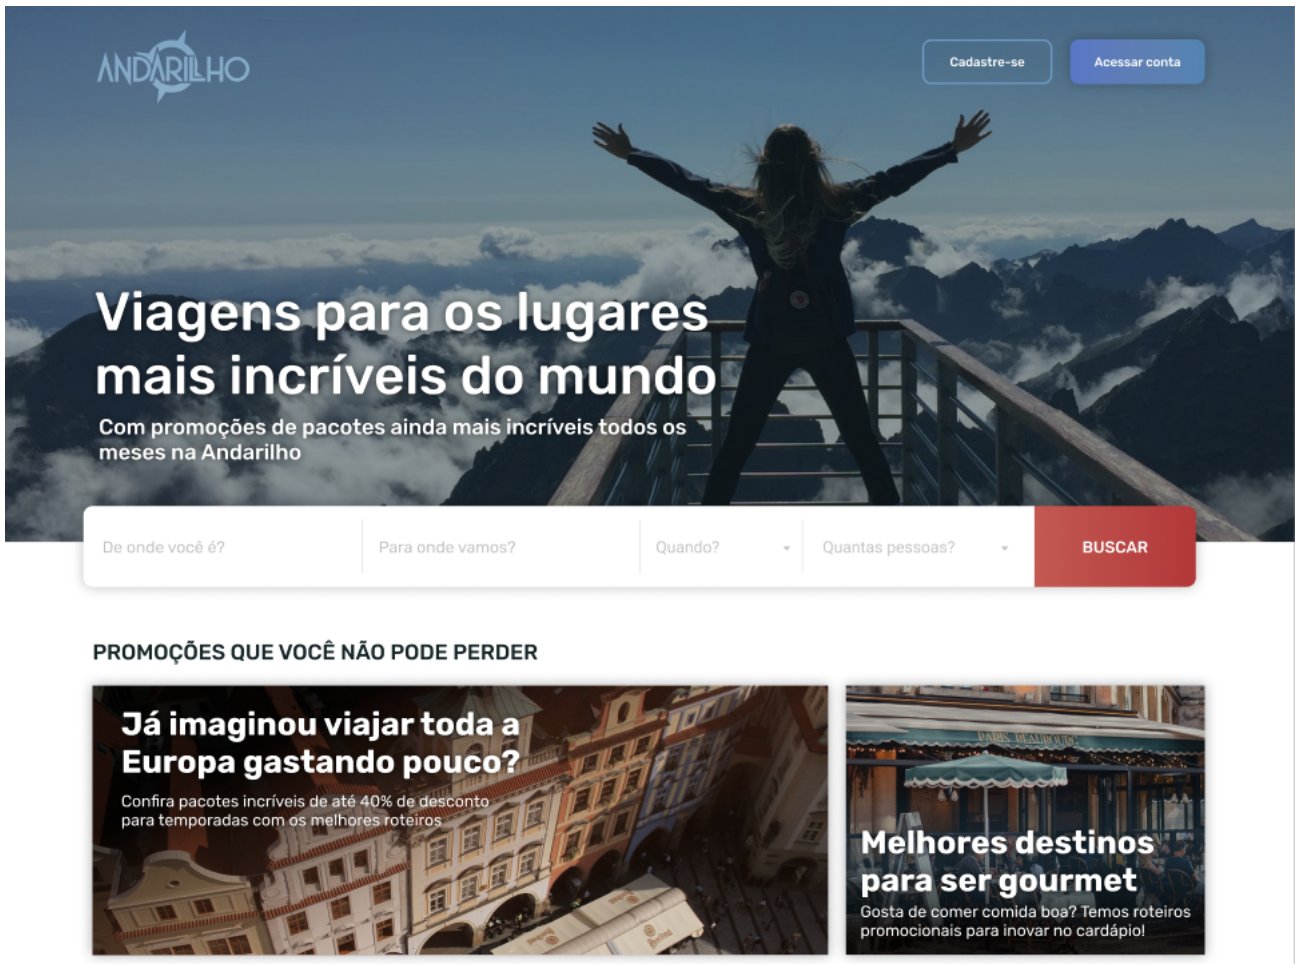 ANDARILHO
Cadastre-se
Acessar conta
Viagens para os lugares
mais incríveis do mundo
Com promoções de pacotes ainda mais incríveis todos os
meses na Andarilho
De onde você é?
Para onde vamos?
Quando?
Quantas pessoas?
BUSCAR
PROMOÇÕES QUE VOCÊ NÃO PODE PERDER
Já imaginou viajar toda a
Europa gastando pouco?
Confira pacotes incríveis de até 40% de desconto
para temporadas com os melhores roteiros
PARIS BEAUBOURG
Melhores destinos
para ser gourmet
Gosta de comer comida boa? Temos roteiros
promocionais para inovar no cardápio!